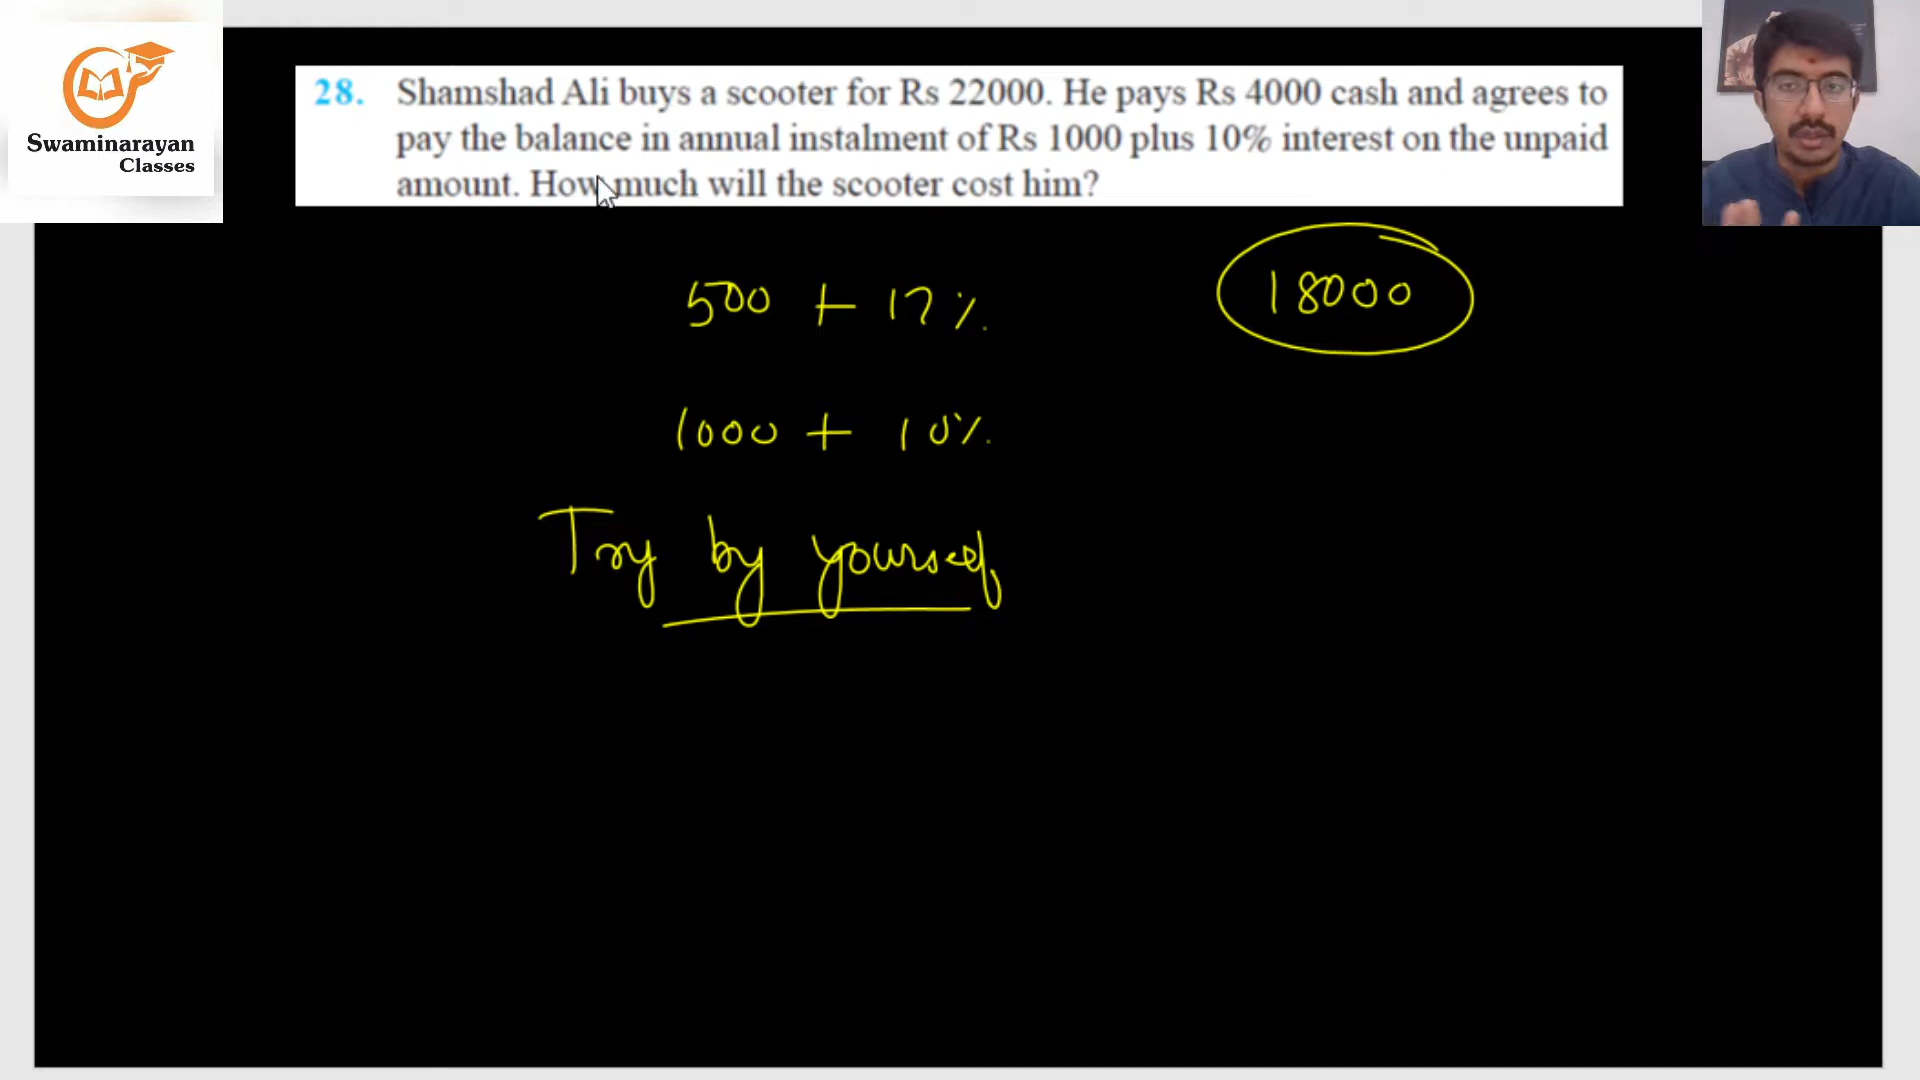 Swaminarayan
Classes
28. Shamshad Ali buys a scooter for Rs 22000. He pays Rs 4000 cash and agrees to
pay the balance in annual instalment of Rs 1000 plus 10% interest on the unpaid
amount. How much will the scooter cost him?
18000
500 + 12%
1000 + 10%
Try by yourself